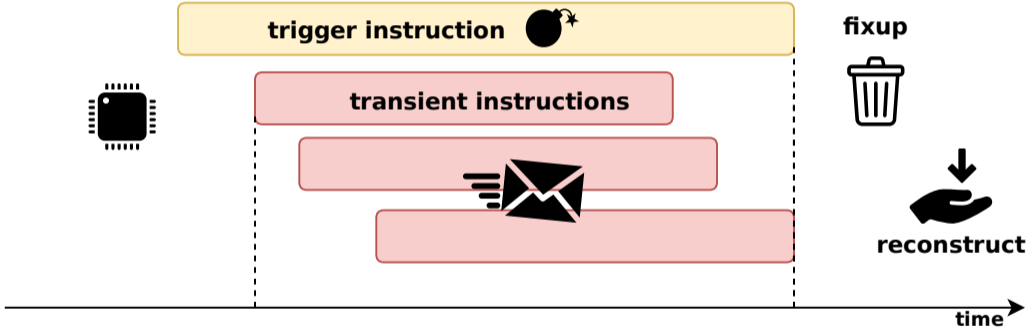 trigger instruction
fixup
transient instructions
reconstruct
time